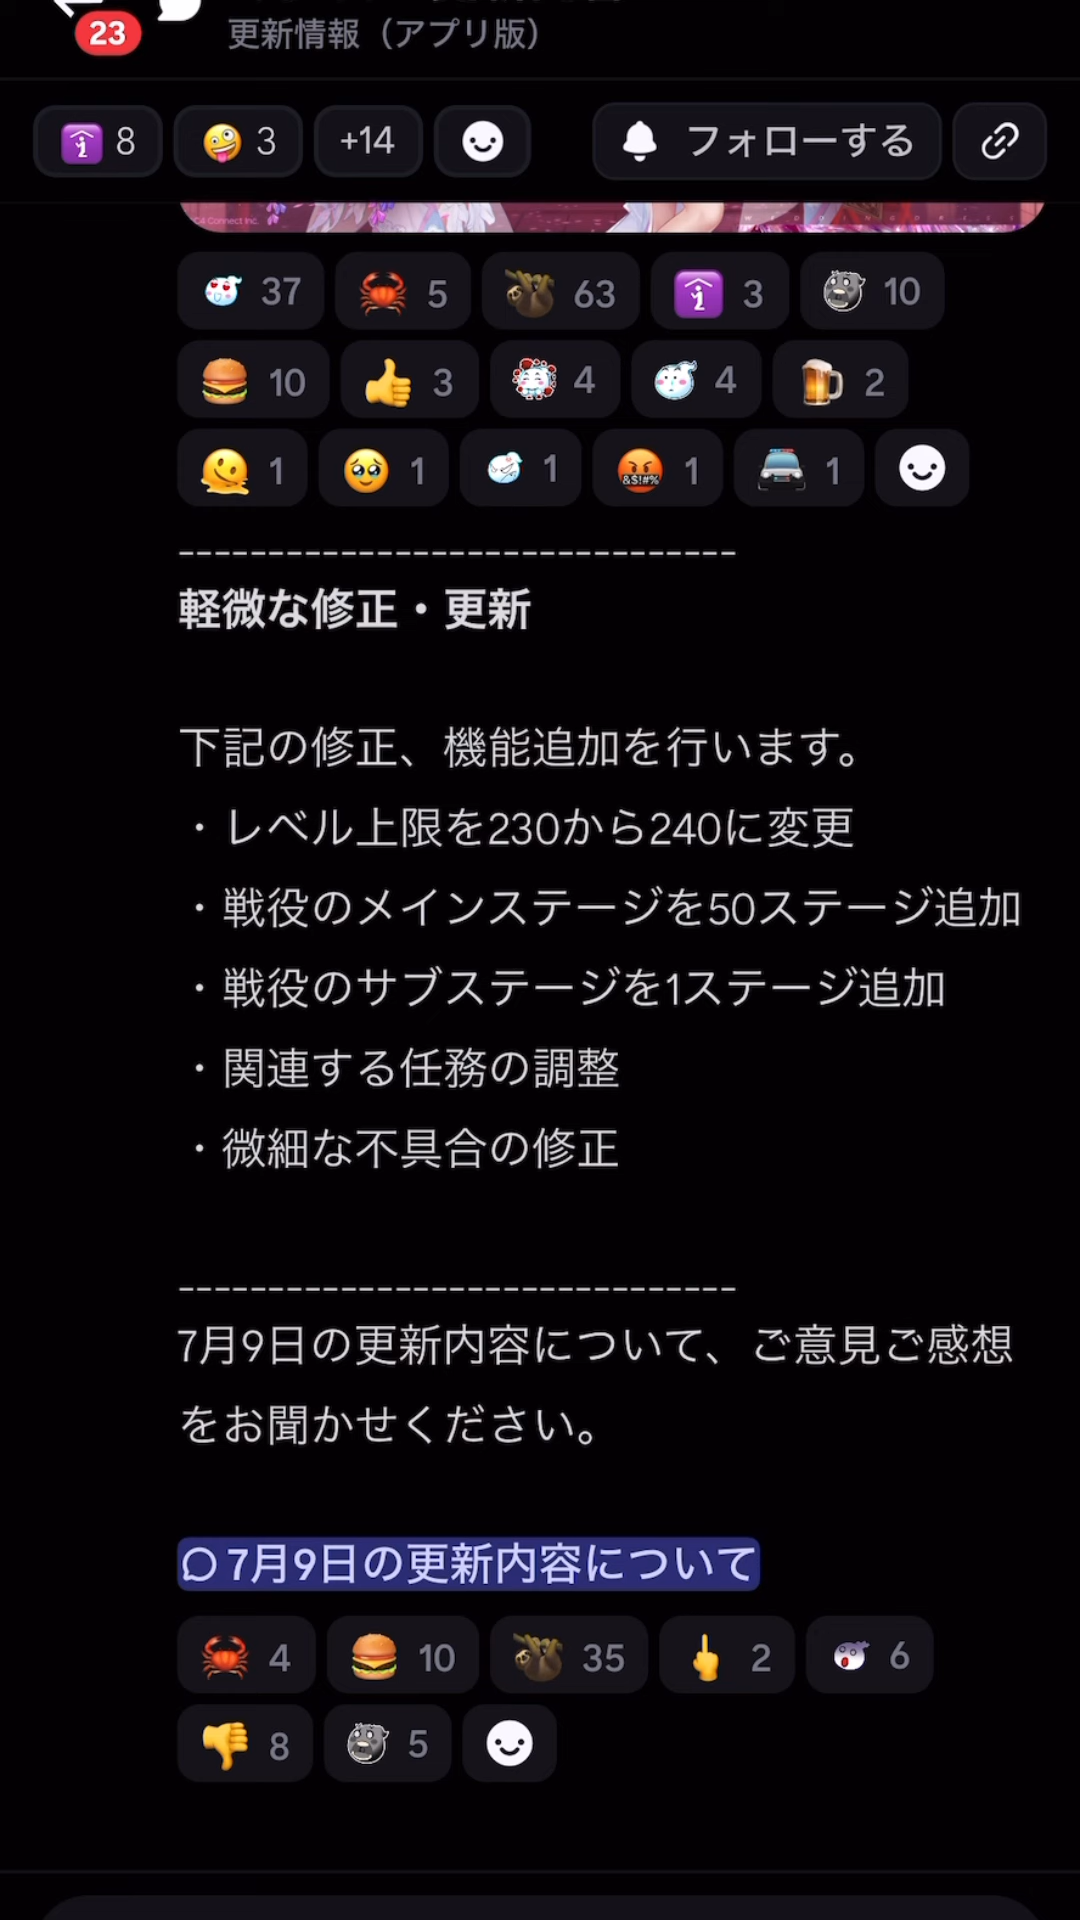 更新情報（アプリ版）
23
8
3
+14
フォローする
C4 Connect Inc.
37
5
63
3
10
10
3
4
4
2
1
1
1
&$!#%
1
1
------------------------------
軽微な修正・更新
下記の修正、機能追加を行います。
・レベル上限を230から240に変更
・戦役のメインステージを50ステージ追加
・戦役のサブステージを1ステージ追加
・関連する任務の調整
・微細な不具合の修正
------------------------------
7月9日の更新内容について、ご意見ご感想
をお聞かせください。
7月9日の更新内容について
4
10
35
2
6
8
5